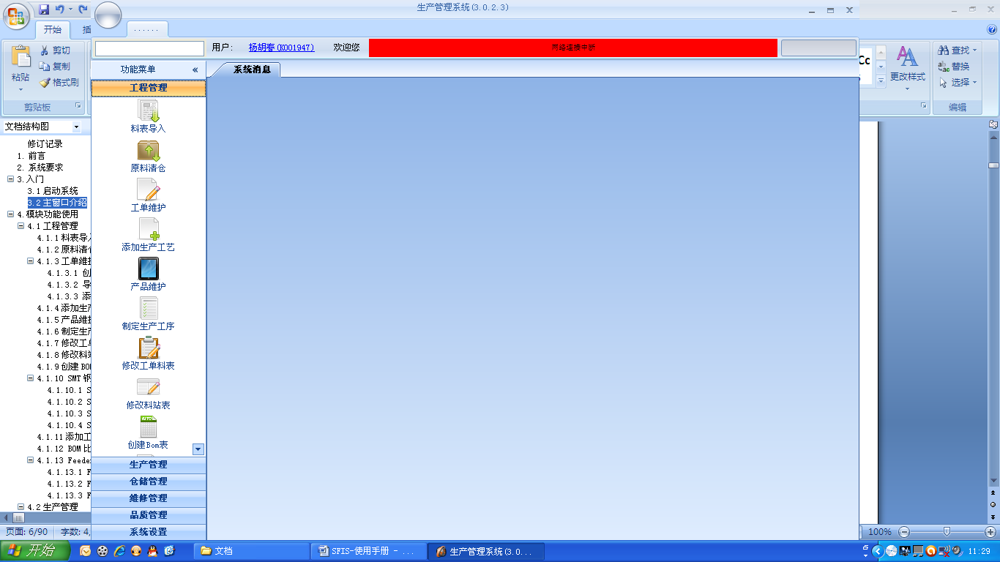 生产管理系统(3.0.2.3)
开始
插
......
粘贴
剪切
复制
格式刷
剪贴板
用户:
杨胡春(K001947)
欢迎您
网络连接中断
更改样式
查找
替换
选择
编辑
文档结构图
修订记录
1. 前言
2. 系统要求
3.入门
3.1 启动系统
3.2 主窗口介绍
4.模块功能使用
4.1 工程管理
4.1.1 料表导入
4.1.2 原料清仓
4.1.3 工单维护
4.1.3.1 创
4.1.3.2 导
4.1.3.3 添
4.1.4 添加生产
4.1.5 产品维护
4.1.6 制定生产
4.1.7 修改工单
4.1.8 修改料站
4.1.9 创建 BOM
4.1.10 SMT 钢
4.1.10.1 S
4.1.10.2 S
4.1.10.3 S
4.1.10.4 S
4.1.11 添加工
4.1.12 BOM 比
4.1.13 Feeder
4.1.13.1 F
4.1.13.2 F
4.1.13.3 F
4.2 生产管理
功能菜单 «
工程管理
料表导入
原料清仓
工单维护
添加生产工艺
产品维护
制定生产工序
修改工单料表
修改料站表
创建Bom表
生产管理
仓储管理
维修管理
品质管理
系统设置
系统消息
页面: 6/90
字数: 4,
100%
开始
文档
SFIS-使用手册 - ...
生产管理系统(3.0...
11:29